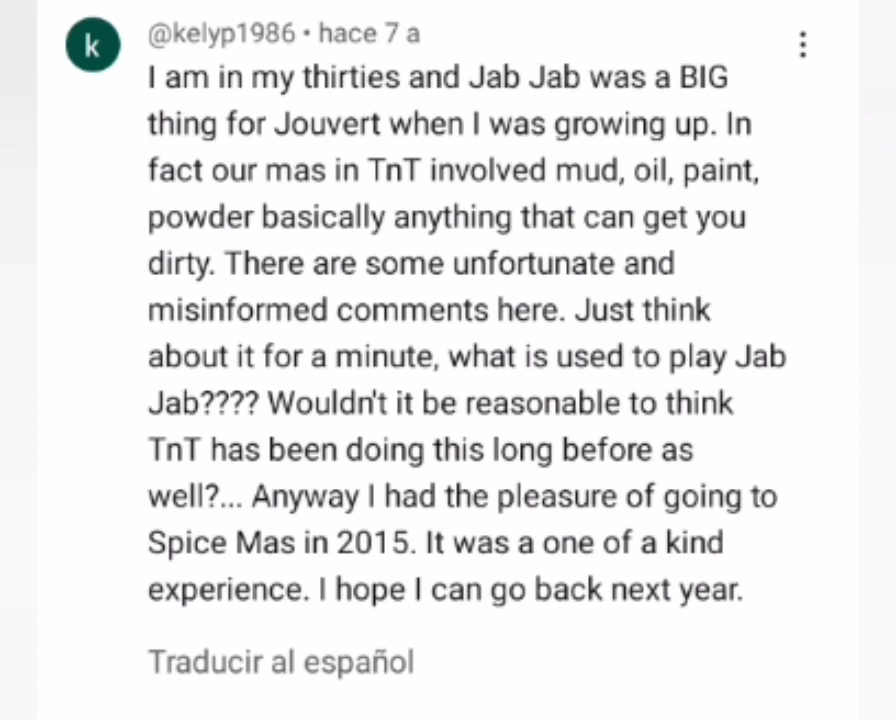 k
@kelyp1986 • hace 7 a
I am in my thirties and Jab Jab was a BIG
thing for Jouvert when I was growing up. In
fact our mas in TnT involved mud, oil, paint,
powder basically anything that can get you
dirty. There are some unfortunate and
misinformed comments here. Just think
about it for a minute, what is used to play Jab
Jab???? Wouldn't it be reasonable to think
TnT has been doing this long before as
well?... Anyway I had the pleasure of going to
Spice Mas in 2015. It was a one of a kind
experience. I hope I can go back next year.
Traducir al español